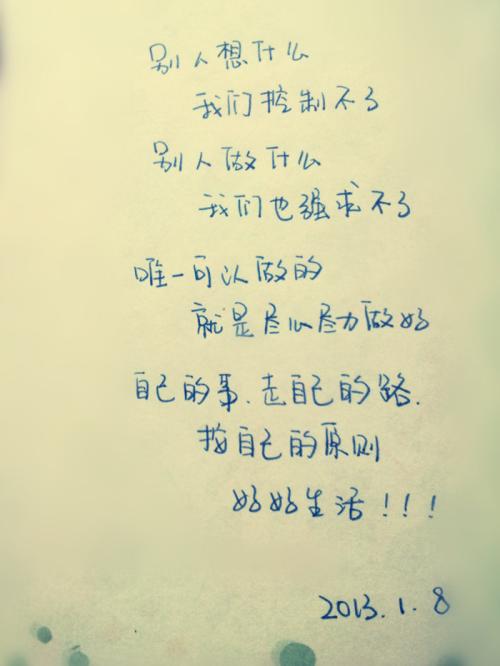 别人想什么
我们控制不了
别人做什么
我们也强求不了
唯一可以做的
就是尽心尽力做好
自己的事.走自己的路.
按自己的原则
好好生活!!!
2013.1.8